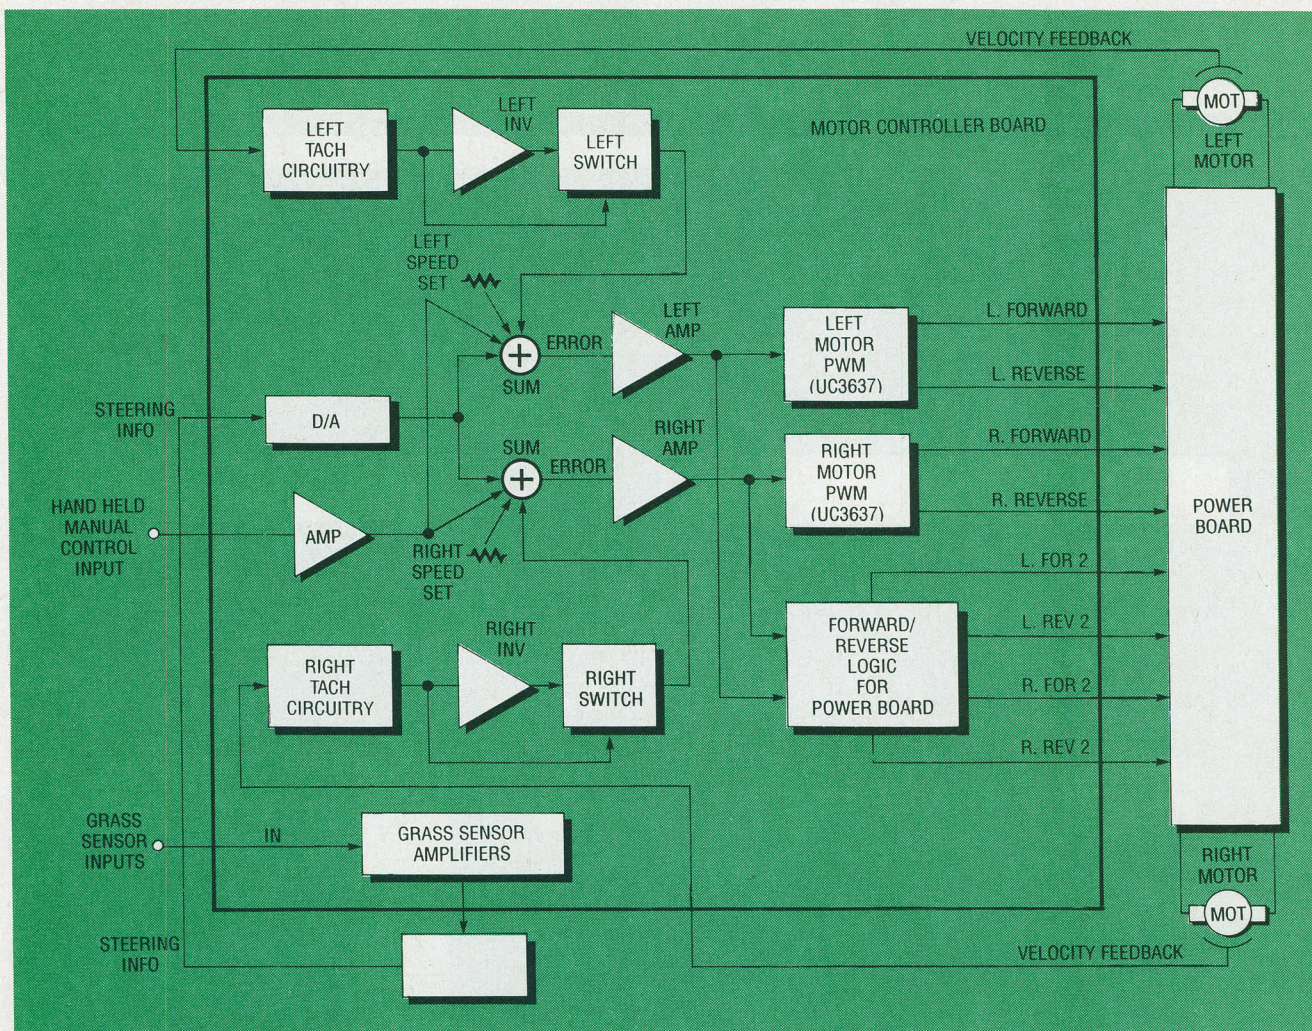 VELOCITY FEEDBACK
MOT
LEFT
MOTOR
MOTOR CONTROLLER BOARD
LEFT
TACH
CIRCUITRY
LEFT
INV
LEFT
SWITCH
LEFT
SPEED
SET
+
SUM
ERROR
LEFT
AMP
LEFT
MOTOR
PWM
(UC3637)
L. FORWARD
L. REVERSE
STEERING
INFO
D/A
SUM
+
ERROR
RIGHT
AMP
RIGHT
MOTOR
PWM
(UC3637)
R. FORWARD
R. REVERSE
POWER
BOARD
HAND HELD
MANUAL
CONTROL
INPUT
AMP
RIGHT
SPEED
SET
L. FOR 2
L. REV 2
R. FOR 2
R. REV 2
FORWARD/
REVERSE
LOGIC
FOR
POWER BOARD
RIGHT
TACH
CIRCUITRY
RIGHT
INV
RIGHT
SWITCH
GRASS
SENSOR
INPUTS
IN
GRASS SENSOR
AMPLIFIERS
RIGHT
MOTOR
MOT
STEERING
INFO
VELOCITY FEEDBACK